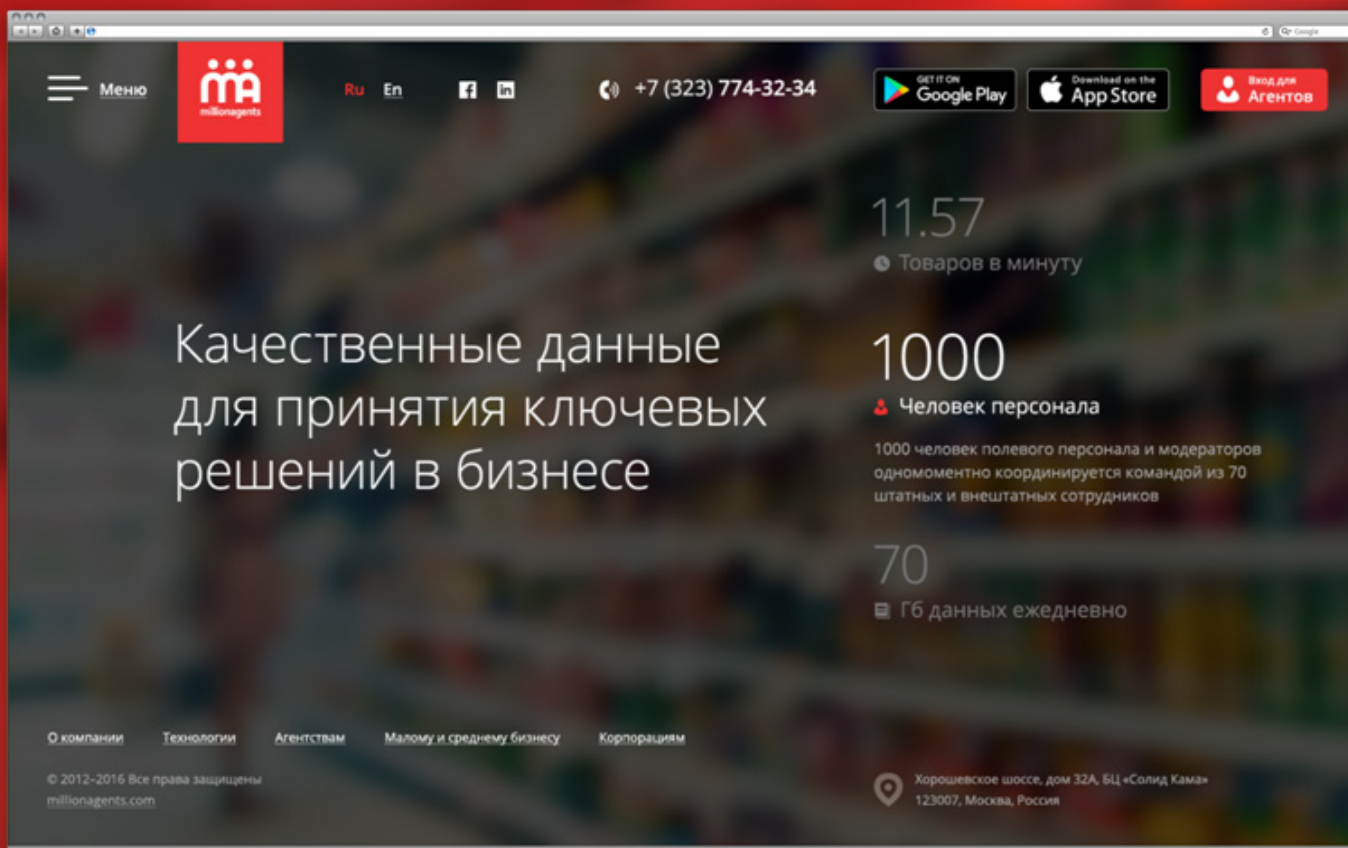 Google
Меню
millionagents
Ru En
+7 (323) 774-32-34
GET IT ON
Google Play
Download on the
App Store
Вход для
Агентов
11.57
Товаров в минуту
Качественные данные
для принятия ключевых
решений в бизнесе
1000
Человек персонала
1000 человек полевого персонала и модераторов
одномоментно координируется командой из 70
штатных и внештатных сотрудников
70
Гб данных ежедневно
О компании Технологии Агентствам Малому и среднему бизнесу Корпорациям
© 2012–2016 Все права защищены
millionagents.com
Хорошевское шоссе, дом 32А, БЦ «Солид Кама»
123007, Москва, Россия